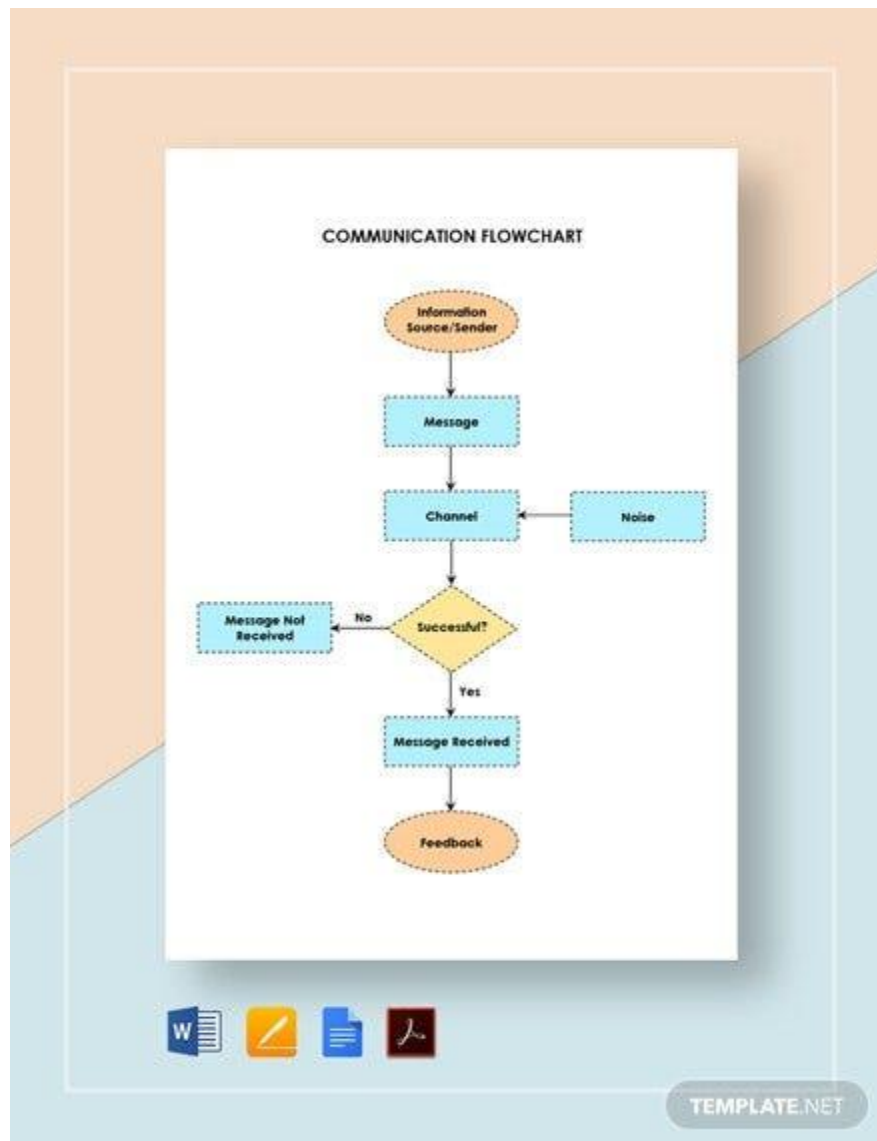 COMMUNICATION FLOWCHART
Information
Source/Sender
Message
Channel
Noise
Message Not
Received
No
Successful?
Yes
Message Received
Feedback
W
TEMPLATE.NET